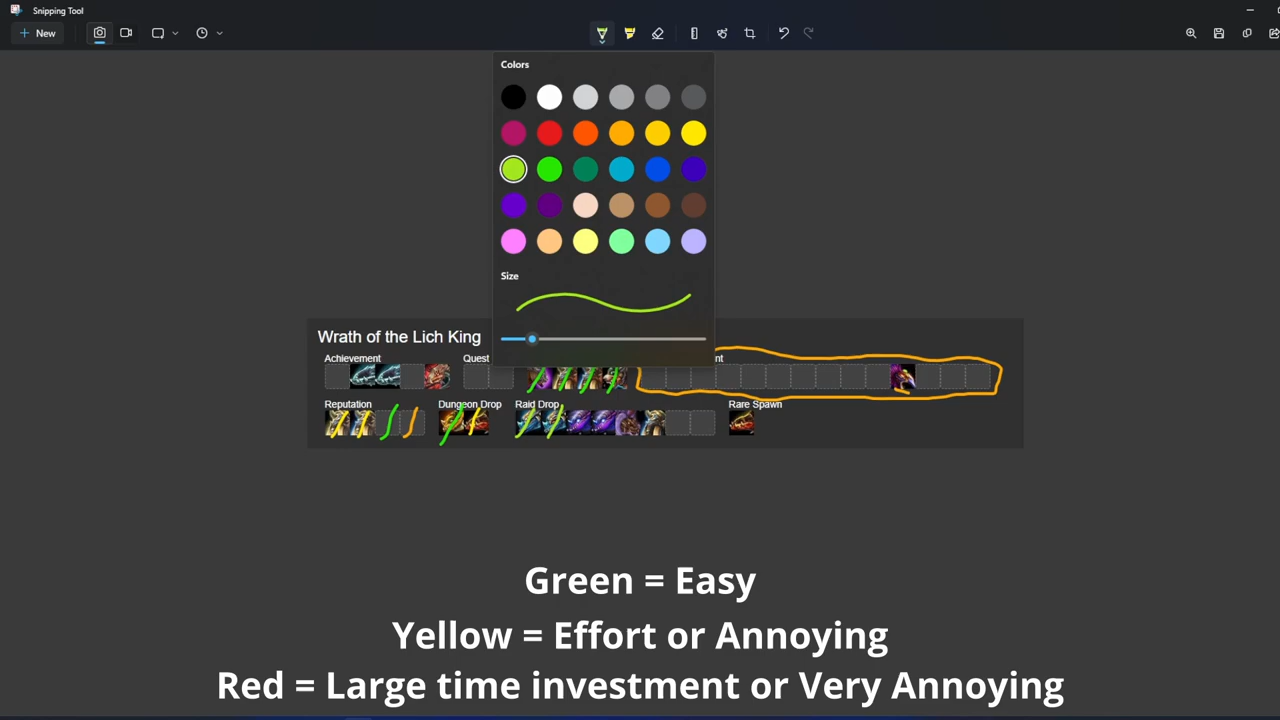 Snipping Tool
New
Colors
Size
Wrath of the Lich King
Achievement
Quest
nt
Reputation
Dungeon Drop
Raid Drop
Rare Spawn
Green = Easy
Yellow = Effort or Annoying
Red = Large time investment or Very Annoying